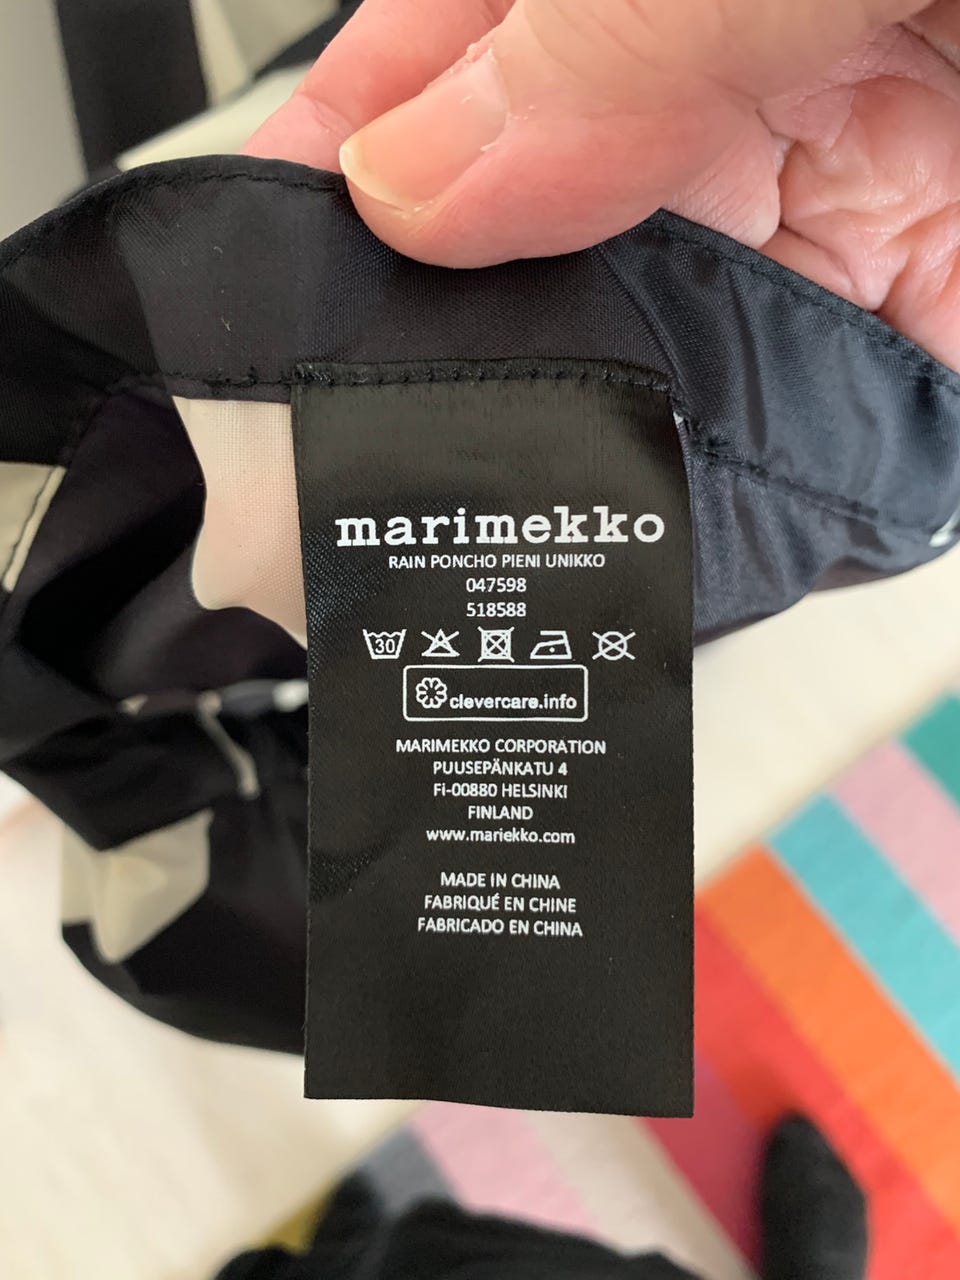 marimekko
RAIN PONCHO PIENI UNIKKO
047598
518588
30
clevercare.info
MARIMEKKO CORPORATION
PUUSEPÄNKATU 4
Fi-00880 HELSINKI
FINLAND
www.mariekko.com
MADE IN CHINA
FABRIQUÉ EN CHINE
FABRICADO EN CHINA